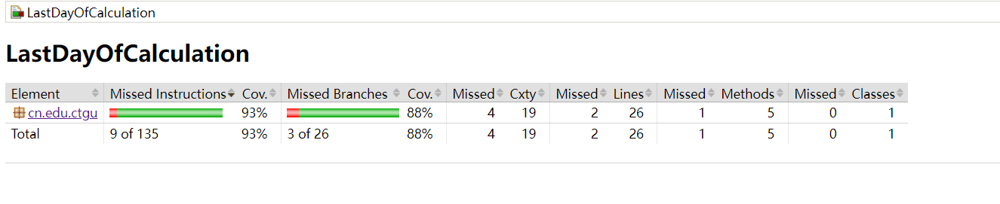 LastDayOfCalculation
LastDayOfCalculation
Element Missed Instructions Cov. Missed Branches Cov. Missed Cxty Missed Lines Missed Methods Missed Classes
cn.edu.ctgu 93% 88% 4 19 2 26 1 5 0 1
Total 9 of 135 93% 3 of 26 88% 4 19 2 26 1 5 0 1